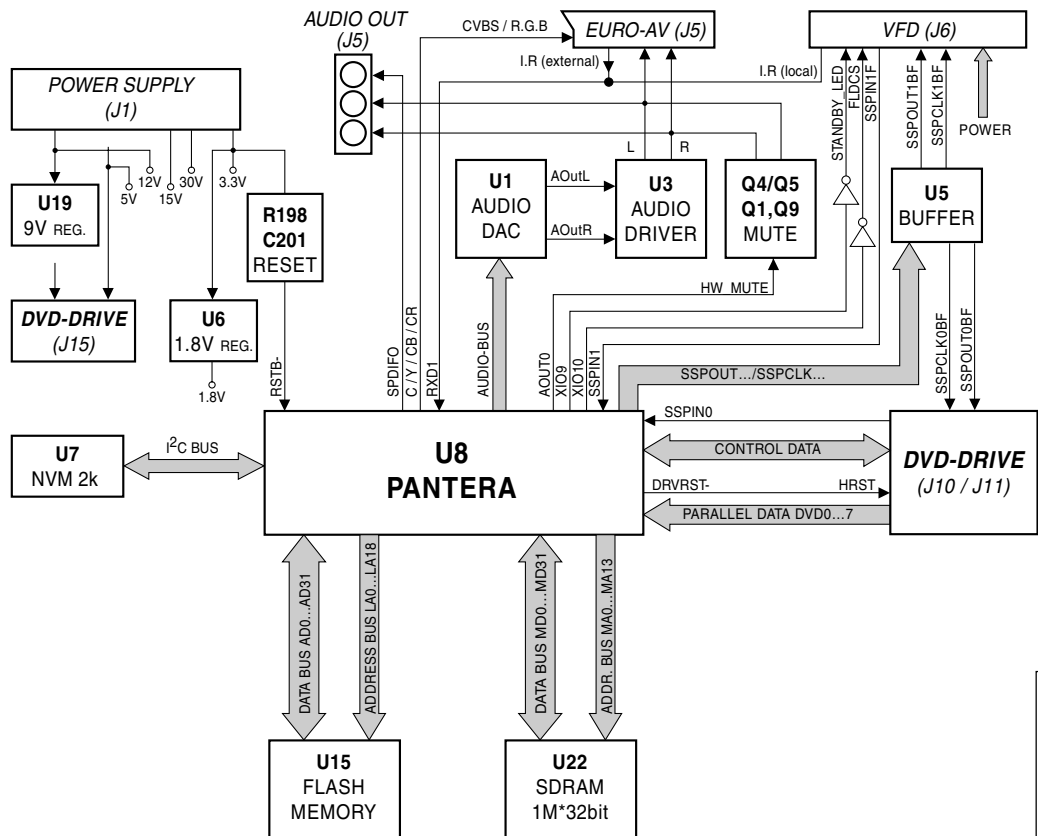 AUDIO OUT
(J5)
CVBS / R.G.B
EURO-AV (J5)
VFD (J6)
I.R (external)
I.R (local)
POWER SUPPLY
(J1)
STANDBY_LED
FLDCS
SSPIN1F
SSPOUT1BF
SSPCLK1BF
POWER
5V
12V
15V
30V
3.3V
L
R
U19
9V REG.
R198
C201
RESET
U1
AUDIO
DAC
AOutL
AOutR
U3
AUDIO
DRIVER
Q4/Q5
Q1,Q9
MUTE
U5
BUFFER
HW_MUTE
DVD-DRIVE
(J15)
U6
1.8V REG.
1.8V
RSTB-
SPDIFO
C / Y / CB / CR
RXD1
AUDIO-BUS
AOUT0
XIO9
XIO10
SSPIN1
SSPOUT.../SSPCLK...
SSPCLK0BF
SSPOUT0BF
U7
NVM 2k
I2C BUS
U8
PANTERA
SSPIN0
CONTROL DATA
DRVRST-
HRST
PARALLEL DATA DVD0...7
DVD-DRIVE
(J10 / J11)
DATA BUS AD0...AD31
ADDRESS BUS LA0...LA18
DATA BUS MD0...MD31
ADDR. BUS MA0...MA13
U15
FLASH
MEMORY
U22
SDRAM
1M*32bit